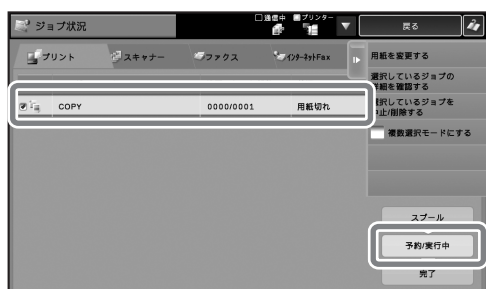 ジョブ状況
通信中
プリンター
戻る
プリント
スキャナー
ファクス
インターネットFax
COPY
0000/0001
用紙切れ
用紙を変更する
選択しているジョブの
詳細を確認する
選択しているジョブを
中止/削除する
複数選択モードにする
スプール
予約/実行中
完了